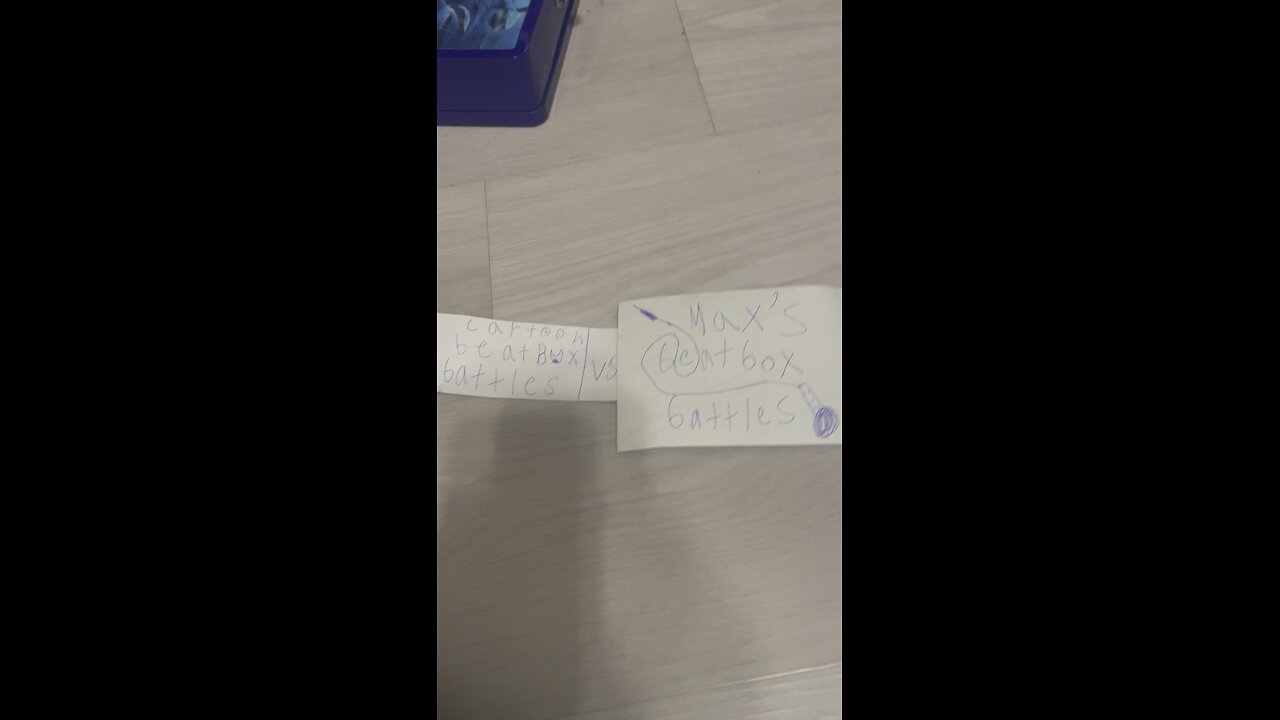 cartoon
beatBox
battles
VS
Max's
beatbox
battles